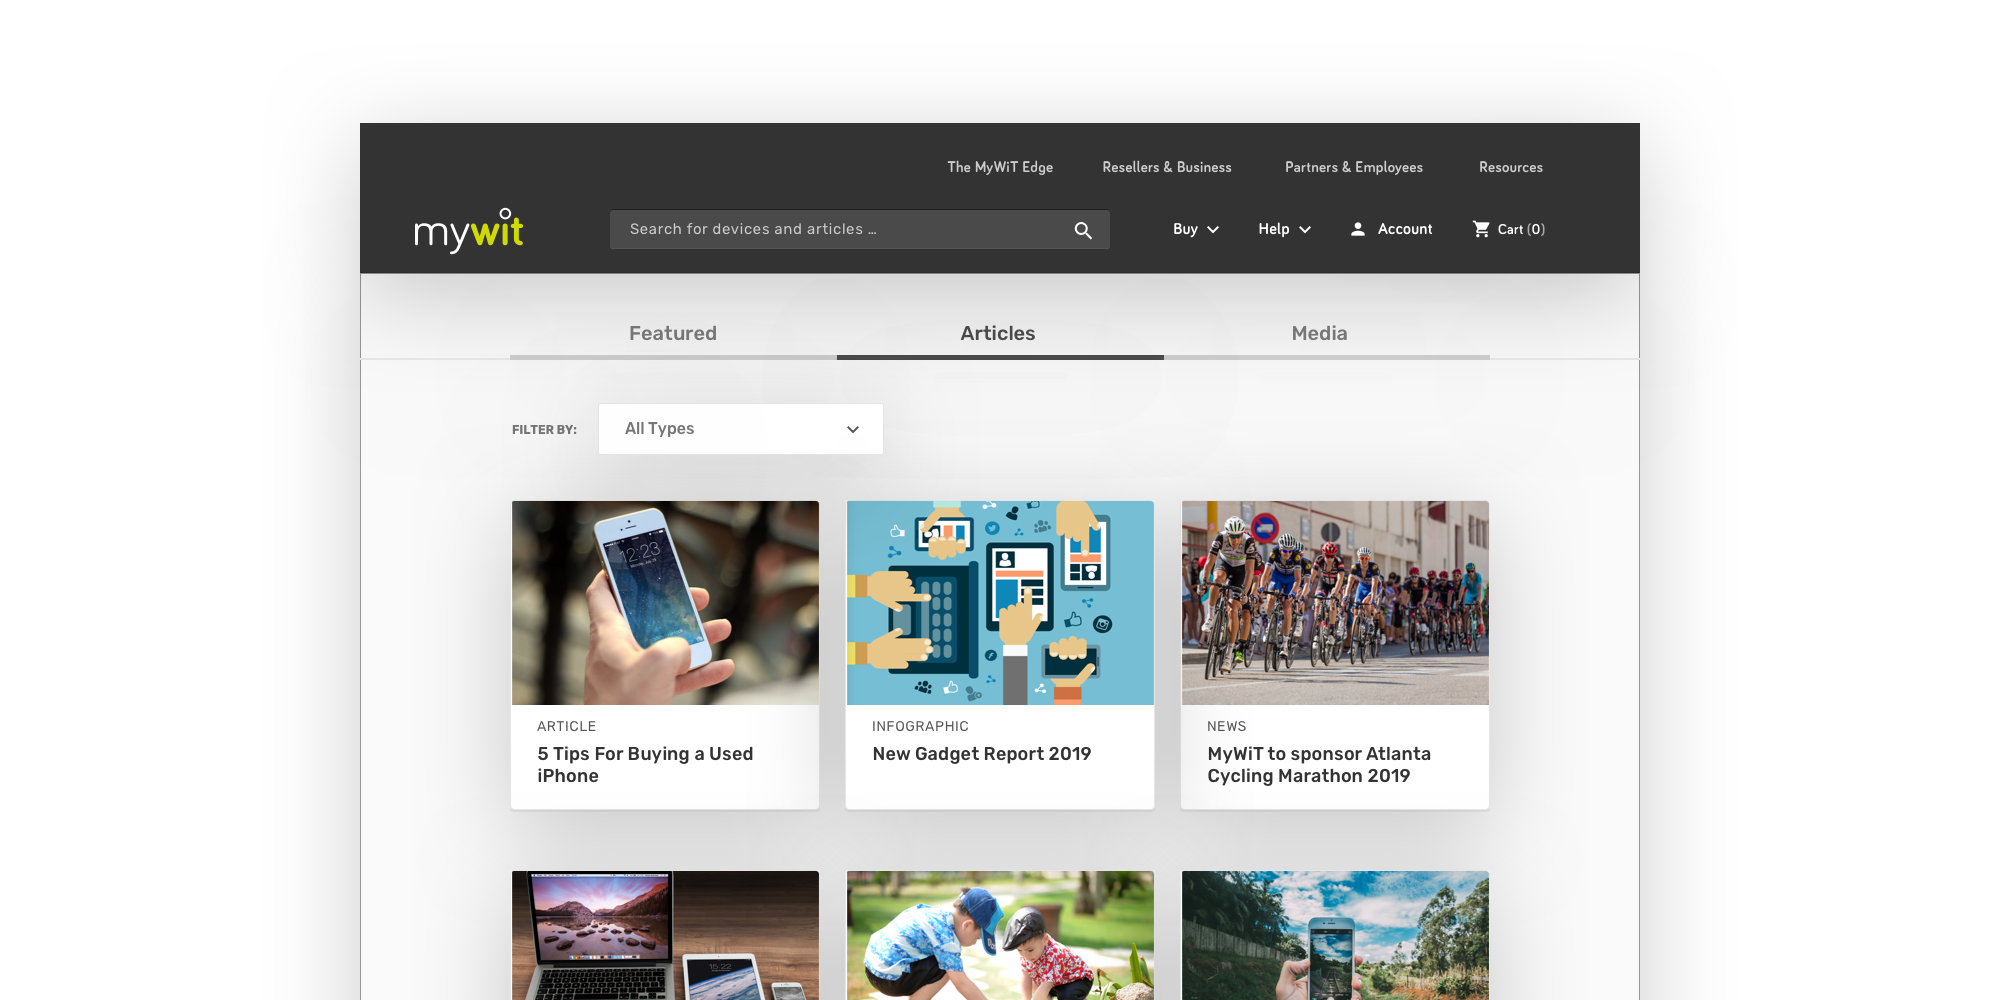 The MyWiT Edge
Resellers & Business
Partners & Employees
Resources
mywit
Search for devices and articles ...
Buy
Help
Account
Cart (0)
Featured
Articles
Media
FILTER BY:
All Types
12:23
ARTICLE
5 Tips For Buying a Used
iPhone
INFOGRAPHIC
New Gadget Report 2019
NEWS
MyWiT to sponsor Atlanta
Cycling Marathon 2019
15:22